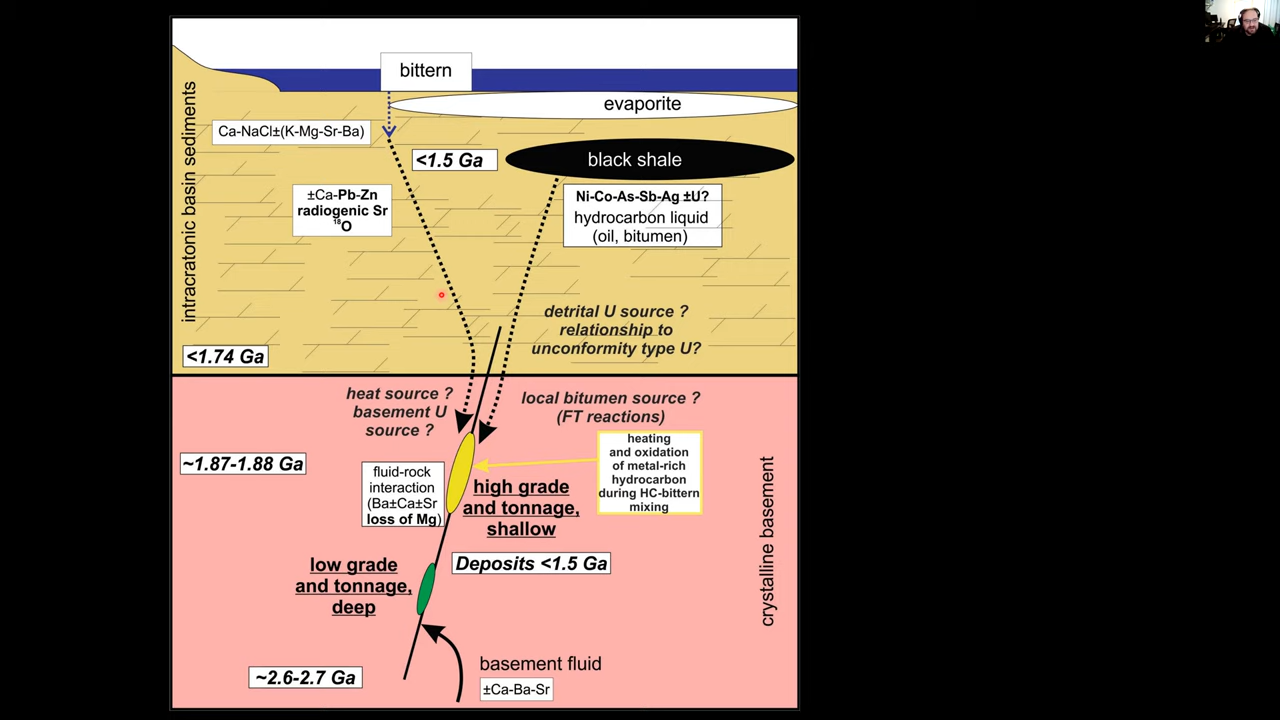 bittern
evaporite
intracratonic basin sediments
Ca-NaCl±(K-Mg-Sr-Ba)
<1.5 Ga
black shale
±Ca-Pb-Zn
radiogenic Sr
¹⁸O
Ni-Co-As-Sb-Ag ±U?
hydrocarbon liquid
(oil, bitumen)
detrital U source ?
relationship to
unconformity type U?
<1.74 Ga
heat source ?
basement U
source ?
local bitumen source ?
(FT reactions)
heating
and oxidation
of metal-rich
hydrocarbon
during HC-bittern
mixing
~1.87-1.88 Ga
fluid-rock
interaction
(Ba±Ca±Sr
loss of Mg)
high grade
and tonnage,
shallow
crystalline basement
Deposits <1.5 Ga
low grade
and tonnage,
deep
basement fluid
±Ca-Ba-Sr
~2.6-2.7 Ga